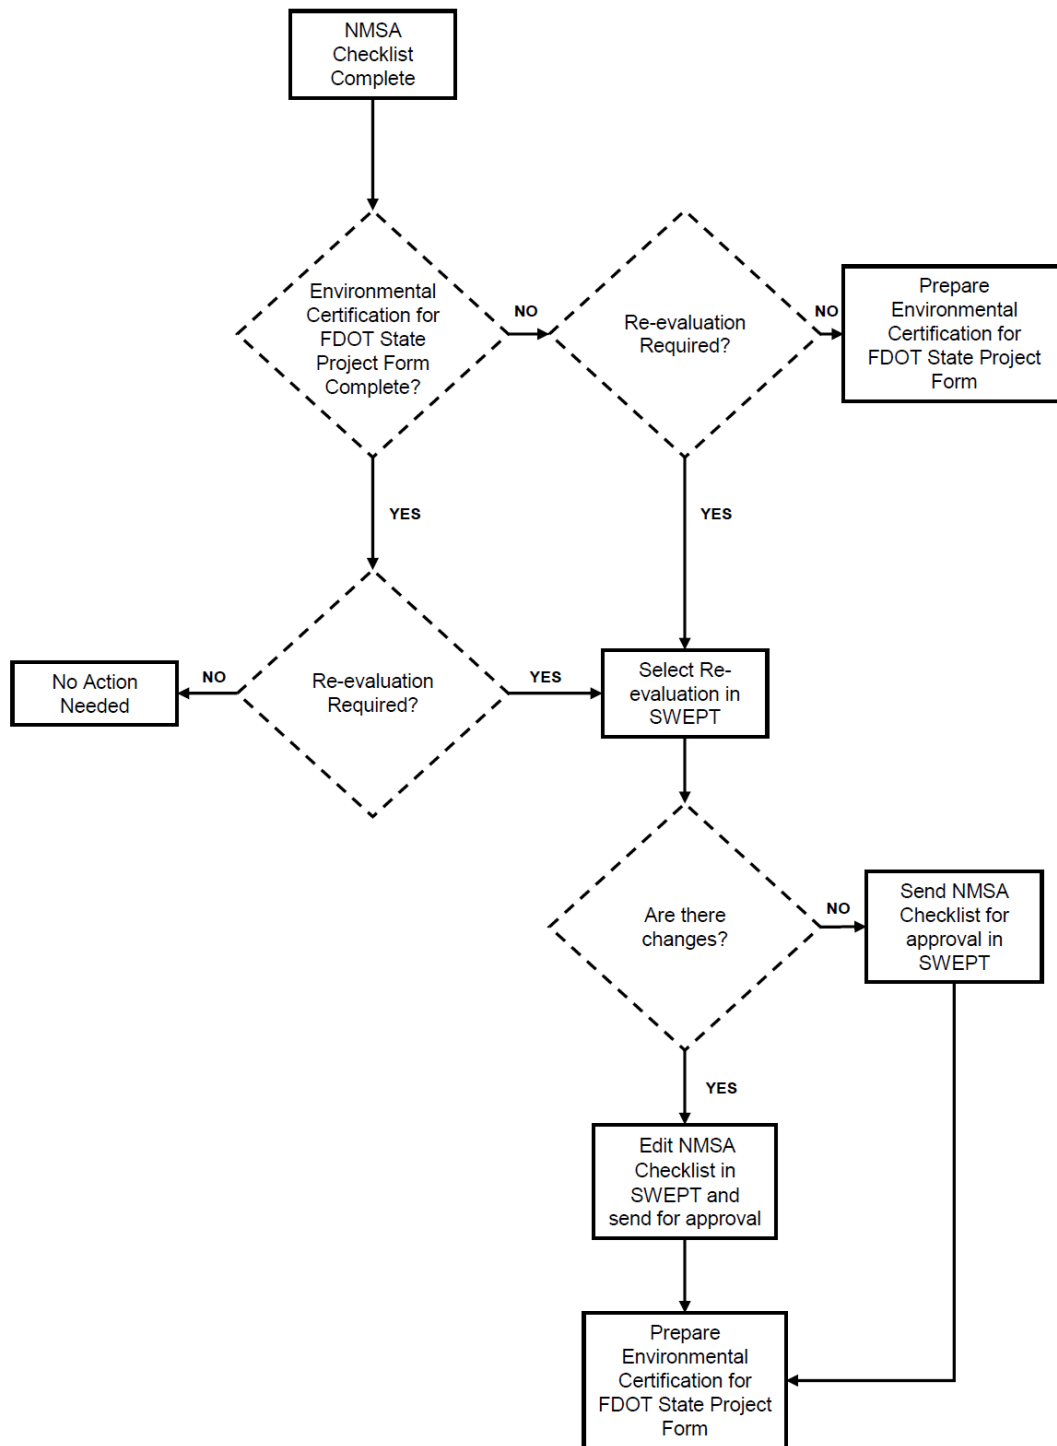 NMSA
Checklist
Complete
Environmental
Certification for
FDOT State
Project Form
Complete?
NO
Re-evaluation
Required?
NO
Prepare
Environmental
Certification for
FDOT State Project
Form
YES
YES
No Action
Needed
NO
Re-evaluation
Required?
YES
Select Re-
evaluation in
SWEPT
Are there
changes?
NO
Send NMSA
Checklist for
approval in
SWEPT
YES
Edit NMSA
Checklist in
SWEPT and
send for approval
Prepare
Environmental
Certification for
FDOT State Project
Form